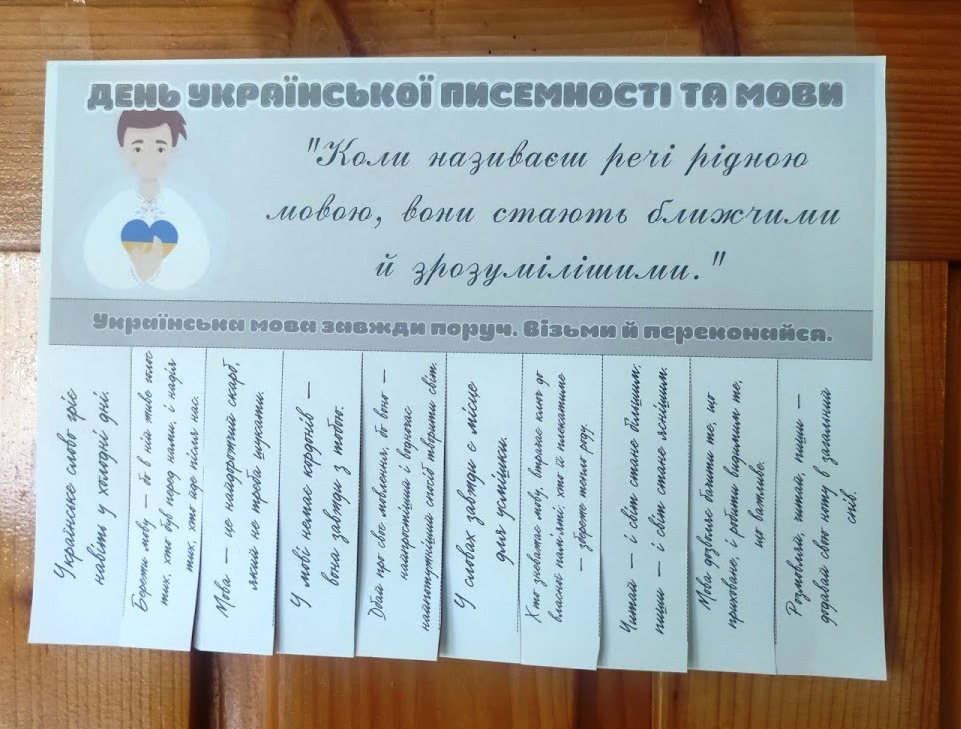 ДЕНЬ УКРАЇНСЬКОЇ ПИСЕМНОСТІ ТА МОВИ
"Коли називаєш речі рідною
мовою, вони стають ближчими
й зрозумілішими."
Українська мова завжди поруч. Візьми й переконайся.
Українське слово гріє
навіть у холодні дні.
Бережи мову — бо в ній живе голос
тих, хто був перед нами, і надія
тих, хто йде після нас.
Мова — це найдорожчий скарб,
який не треба шукати.
У мові немає кордонів —
вона завжди з тобою.
Дбай про своє мовлення, бо воно —
найпростіший і водночас
наймогутніший спосіб творити світ.
У словах завжди є місце
для усмішки.
Хто зневажає мову, втрачає ключ до
власної пам'яті; хто її плекатиме
— збереже тепло роду.
Читай — і світ стане більшим;
пиши — і світ стане яснішим.
Мова дозволяє бачити те, що
приховане, і робити видимим те,
що важливе.
Розмовляй, читай, пиши —
додавай свою ноту в загальний
спів.